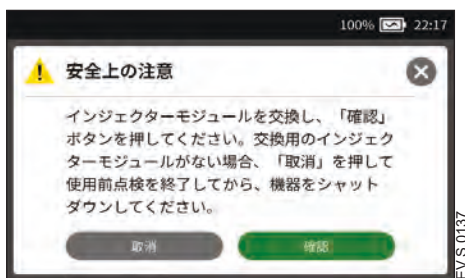 100% 22:17
安全上の注意
インジェクターモジュールを交換し、「確認」
ボタンを押してください。交換用のインジェク
ターモジュールがない場合、「取消」を押して
使用前点検を終了してから、機器をシャット
ダウンしてください。
取消 確認
EV.S.0137